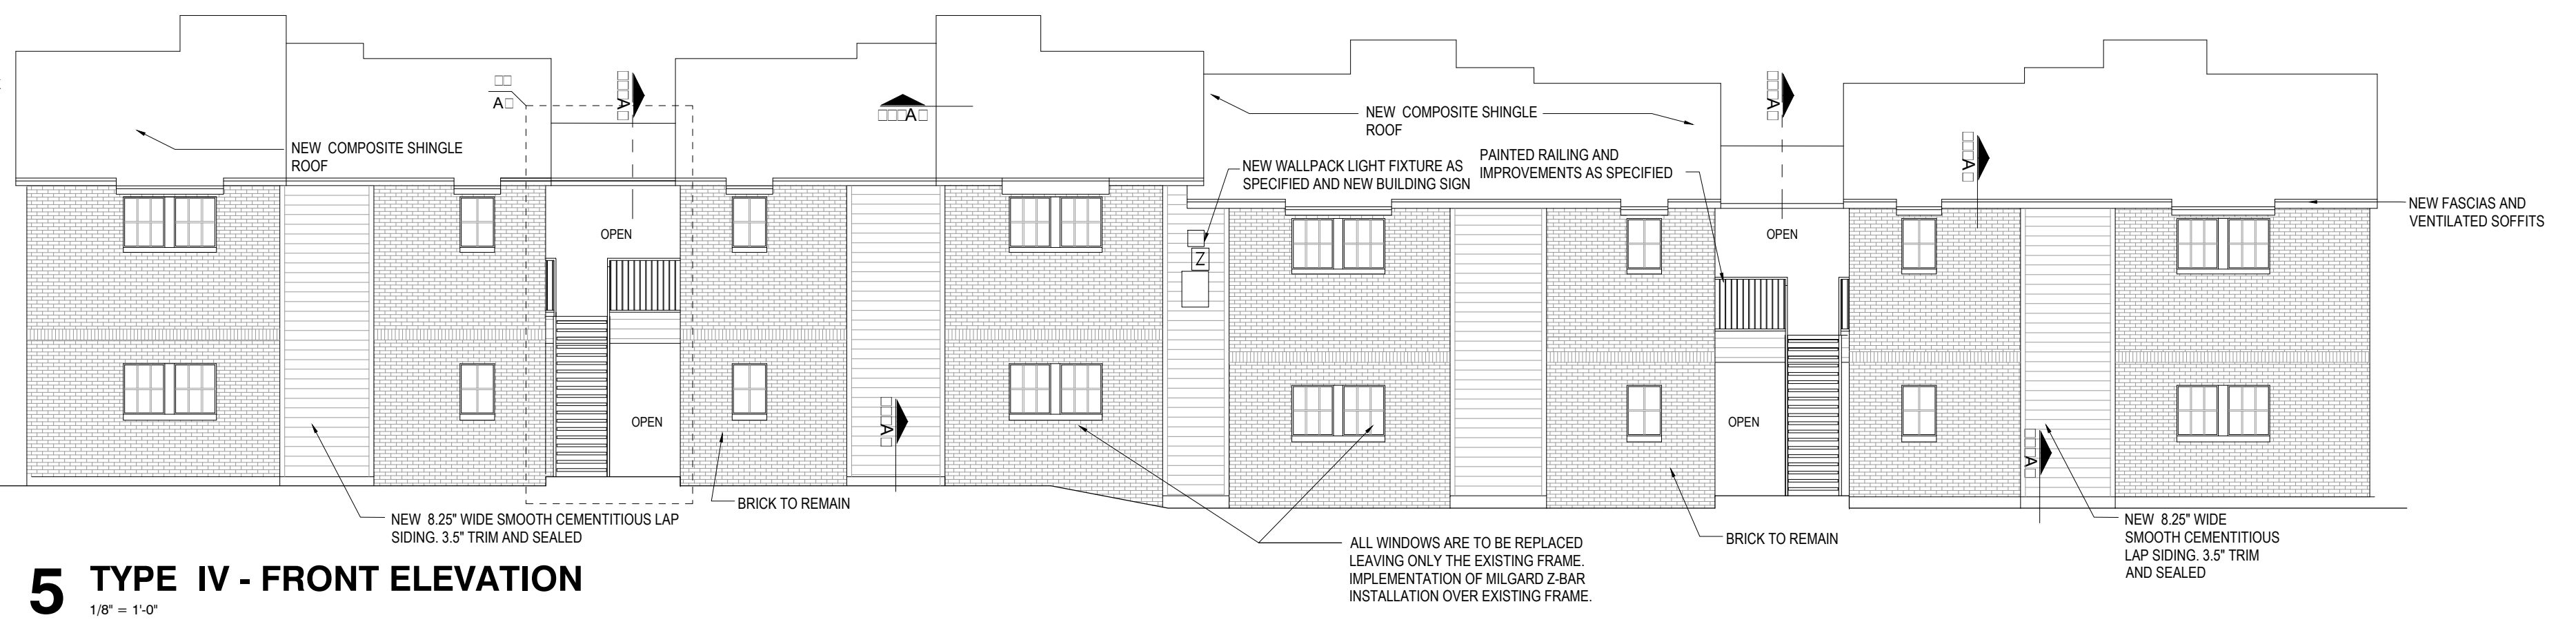 A
A
A
A
NEW COMPOSITE SHINGLE
ROOF
NEW COMPOSITE SHINGLE
ROOF
NEW WALLPACK LIGHT FIXTURE AS
SPECIFIED AND NEW BUILDING SIGN
PAINTED RAILING AND
IMPROVEMENTS AS SPECIFIED
A
NEW FASCIAS AND
VENTILATED SOFFITS
OPEN
OPEN
Z
OPEN
OPEN
A
A
BRICK TO REMAIN
NEW 8.25" WIDE SMOOTH CEMENTITIOUS LAP
SIDING. 3.5" TRIM AND SEALED
ALL WINDOWS ARE TO BE REPLACED
LEAVING ONLY THE EXISTING FRAME.
IMPLEMENTATION OF MILGARD Z-BAR
INSTALLATION OVER EXISTING FRAME.
BRICK TO REMAIN
NEW 8.25" WIDE
SMOOTH CEMENTITIOUS
LAP SIDING. 3.5" TRIM
AND SEALED
5 TYPE IV - FRONT ELEVATION
1/8" = 1'-0"